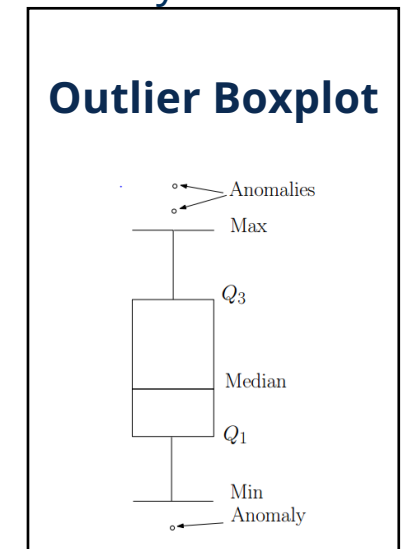 Outlier Boxplot
Anomalies
Max
Q₃
Median
Q₁
Min
Anomaly